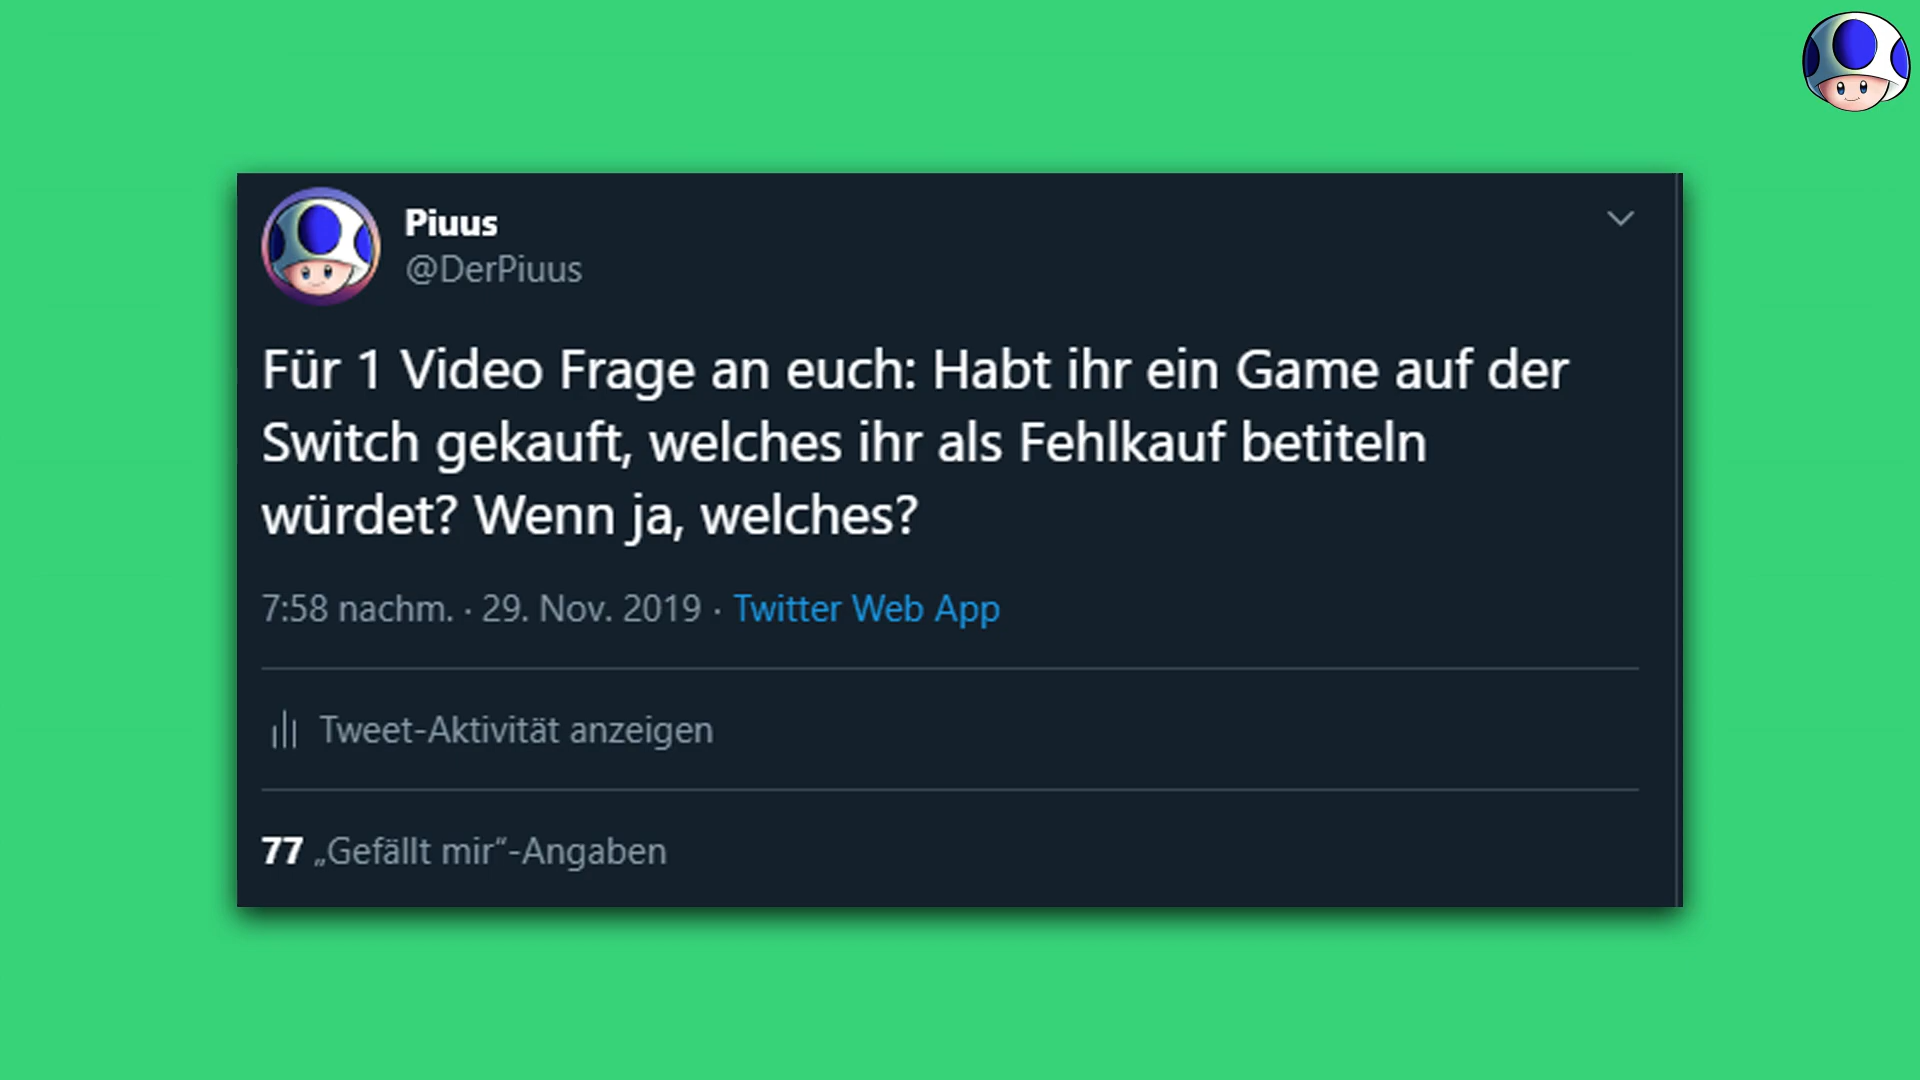 Piuus
@DerPiuus
Für 1 Video Frage an euch: Habt ihr ein Game auf der
Switch gekauft, welches ihr als Fehlkauf betiteln
würdet? Wenn ja, welches?
7:58 nachm. · 29. Nov. 2019 · Twitter Web App
Tweet-Aktivität anzeigen
77 „Gefällt mir“-Angaben